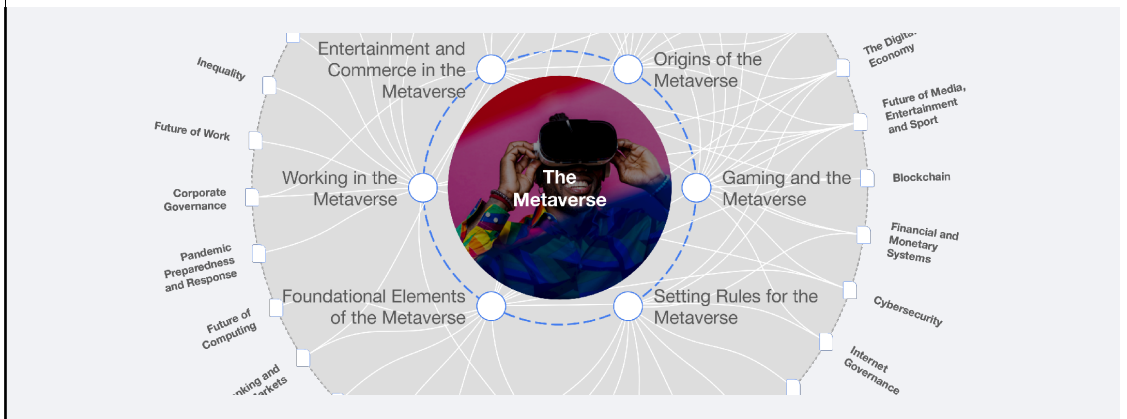 Entertainment and
Commerce in the
Metaverse
Origins of the
Metaverse
The Digital
Economy
Inequality
Future of Media,
Entertainment
and Sport
Future of Work
The
Metaverse
Working in the
Metaverse
Gaming and the
Metaverse
Blockchain
Corporate
Governance
Financial and
Monetary
Systems
Pandemic
Preparedness
and Response
Foundational Elements
of the Metaverse
Setting Rules for the
Metaverse
Cybersecurity
Future of
Computing
Internet
Governance
and